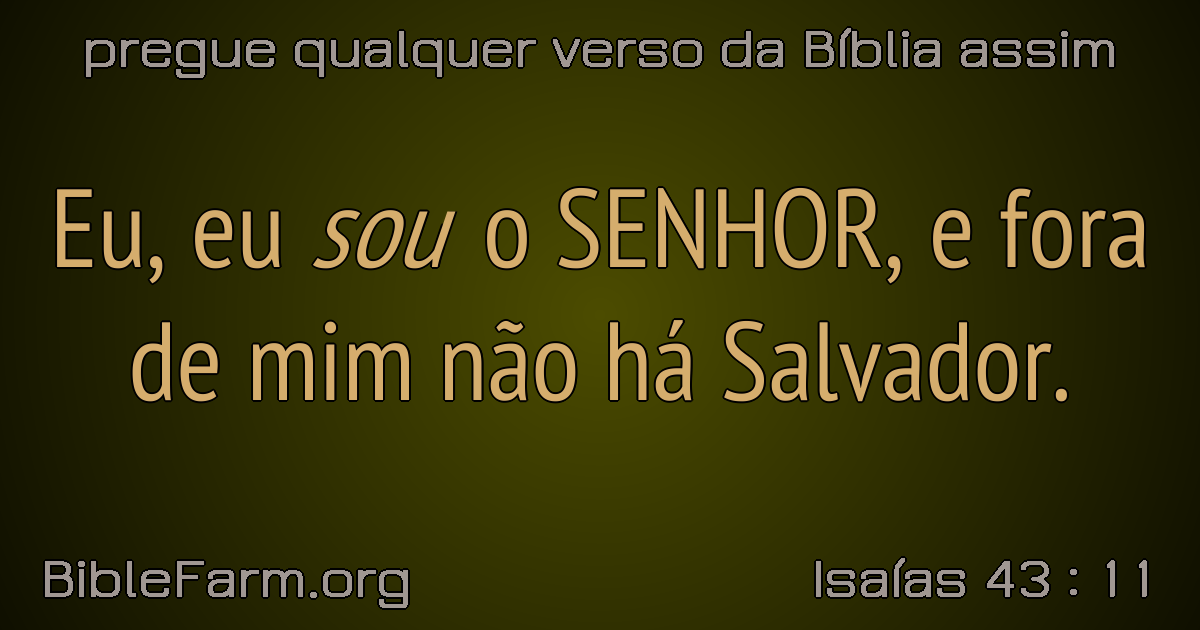 pregue qualquer verso da Bíblia assim
Eu, eu sou o SENHOR, e fora
de mim não há Salvador.
BibleFarm.org
Isaías 43 : 11